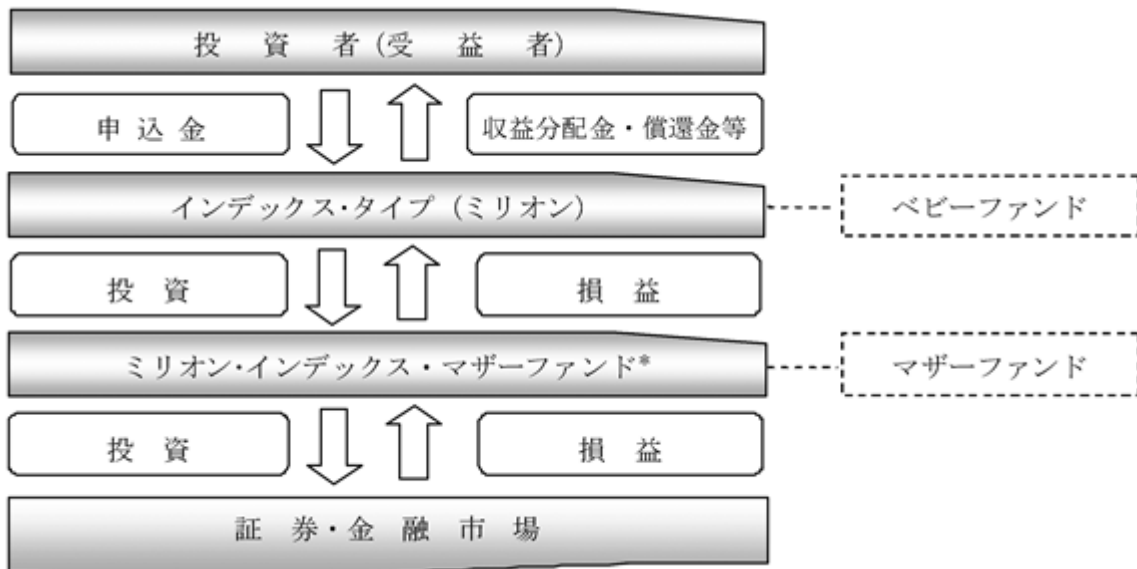 投資者(受益者)
申込金
収益分配金・償還金等
インデックス・タイプ(ミリオン)
ベビーファンド
投資
損益
ミリオン・インデックス・マザーファンド*
マザーファンド
投資
損益
証券・金融市場